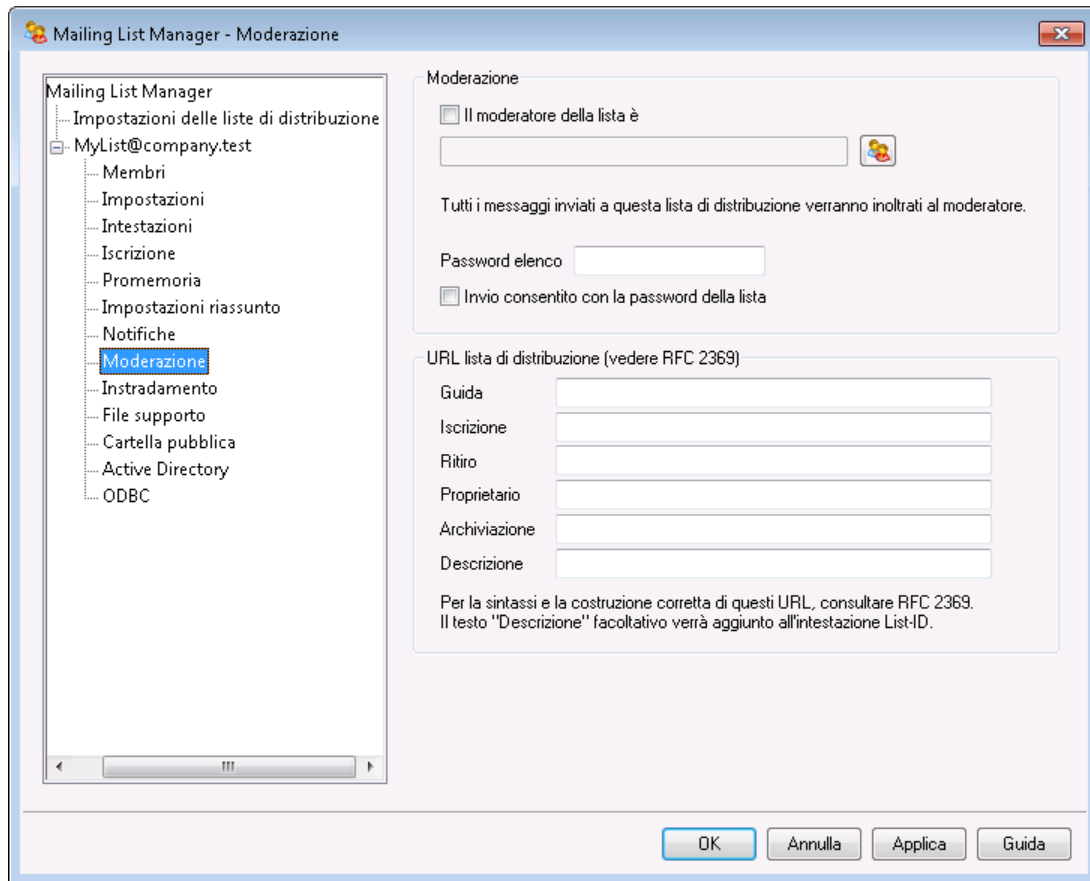 Mailing List Manager - Moderazione
Mailing List Manager
Impostazioni delle liste di distribuzione
MyList@company.test
Membri
Impostazioni
Intestazioni
Iscrizione
Promemoria
Impostazioni riassunto
Notifiche
Moderazione
Instradamento
File supporto
Cartella pubblica
Active Directory
ODBC
Moderazione
Il moderatore della lista è
Tutti i messaggi inviati a questa lista di distribuzione verranno inoltrati al moderatore.
Password elenco
Invio consentito con la password della lista
URL lista di distribuzione (vedere RFC 2369)
Guida
Iscrizione
Ritiro
Proprietario
Archiviazione
Descrizione
Per la sintassi e la costruzione corretta di questi URL, consultare RFC 2369.
Il testo "Descrizione" facoltativo verrà aggiunto all'intestazione List-ID.
OK Annulla Applica Guida